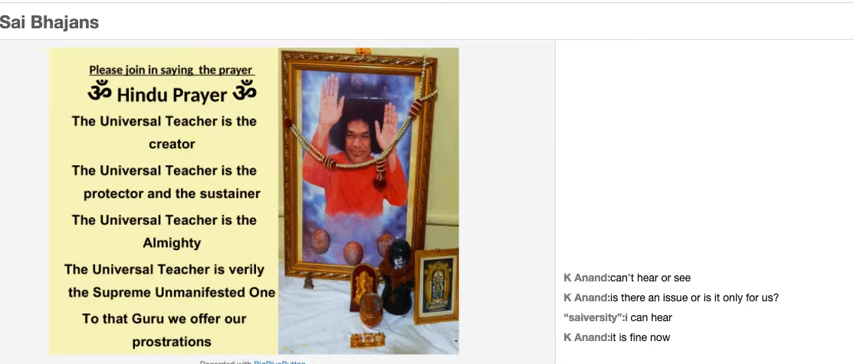 Sai Bhajans
Please join in saying the prayer
ॐ Hindu Prayer ॐ
The Universal Teacher is the
creator
The Universal Teacher is the
protector and the sustainer
The Universal Teacher is the
Almighty
The Universal Teacher is verily
the Supreme Unmanifested One
To that Guru we offer our
prostrations
Recorded with BigBlueButton
K Anand:can't hear or see
K Anand:is there an issue or is it only for us?
“saiversity”:i can hear
K Anand:it is fine now